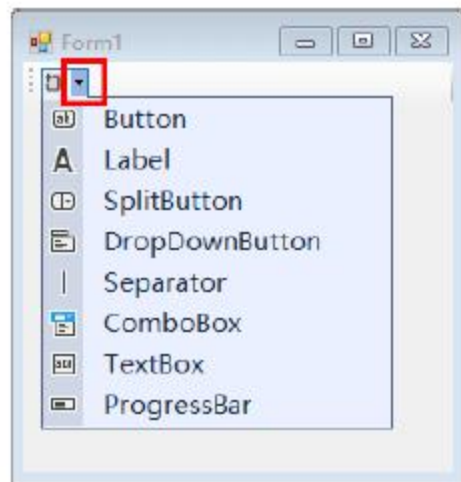 Form1
Button
Label
SplitButton
DropDownButton
Separator
ComboBox
TextBox
ProgressBar